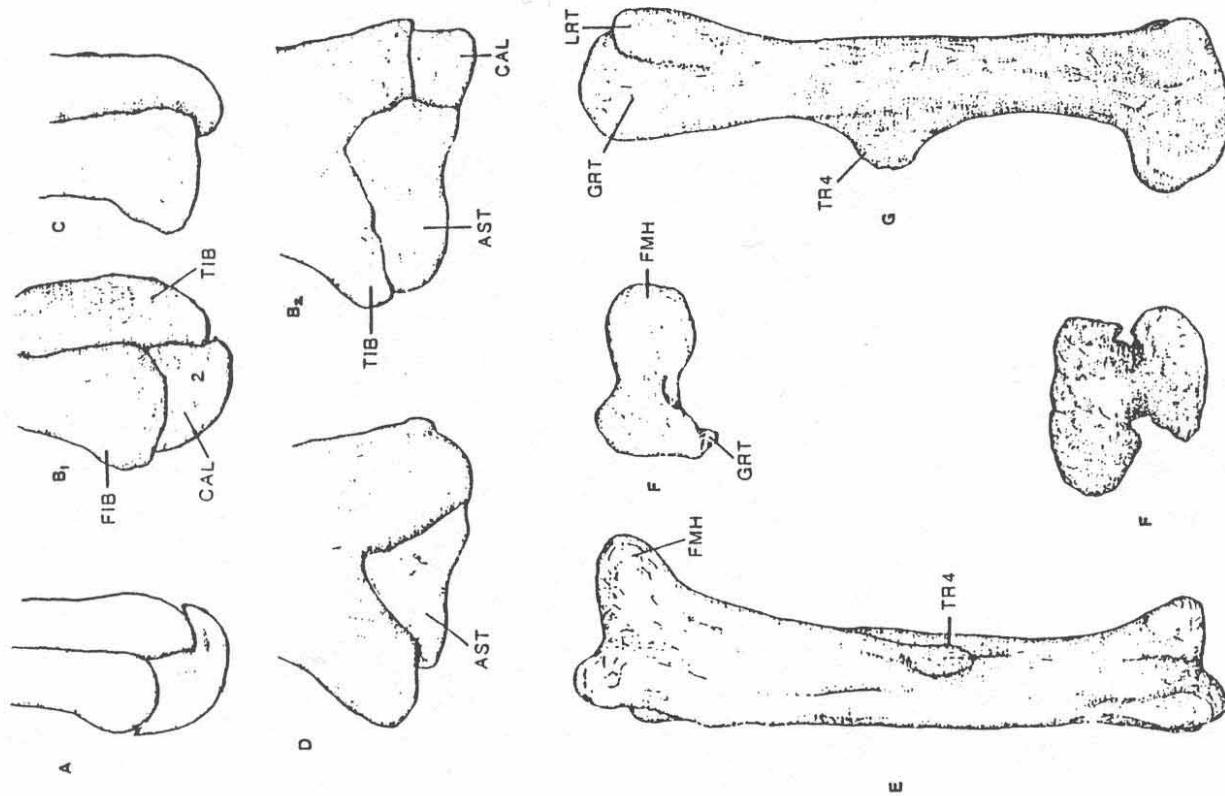 A
B₁
FIB
CAL
2
TIB
C
D
AST
B₂
TIB
AST
CAL
E
FMH
TR4
F
GRT
FMH
F
G
TR4
GRT
LRT